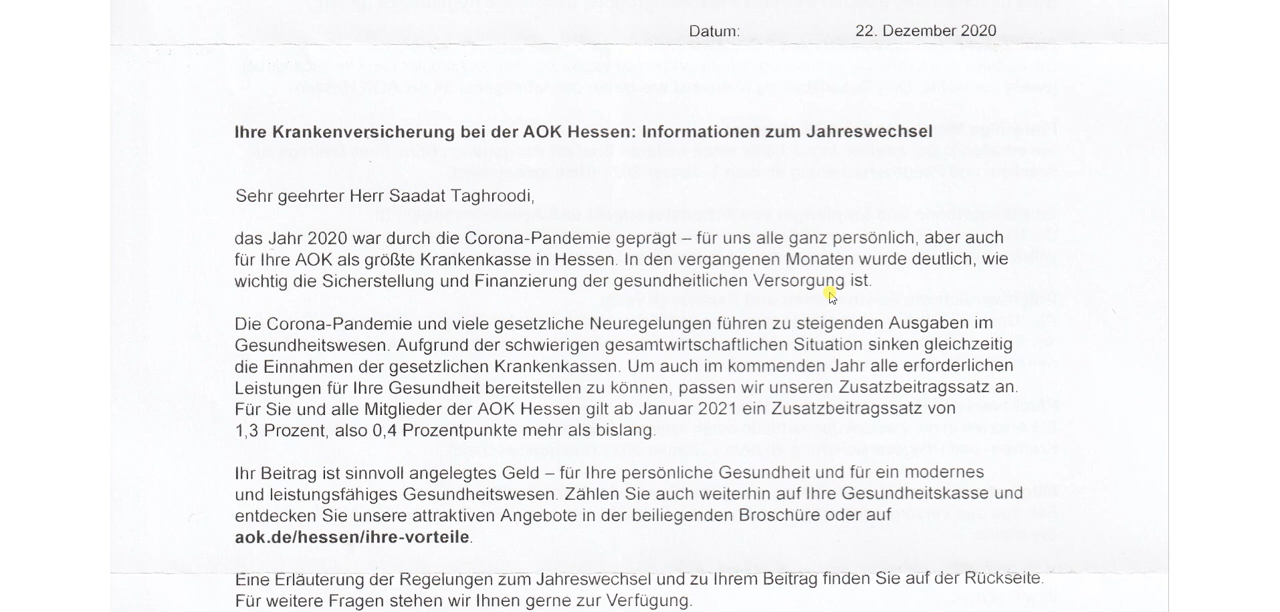 Datum: 22. Dezember 2020
Ihre Krankenversicherung bei der AOK Hessen: Informationen zum Jahreswechsel
Sehr geehrter Herr Saadat Taghroodi,
das Jahr 2020 war durch die Corona-Pandemie geprägt – für uns alle ganz persönlich, aber auch
für Ihre AOK als größte Krankenkasse in Hessen. In den vergangenen Monaten wurde deutlich, wie
wichtig die Sicherstellung und Finanzierung der gesundheitlichen Versorgung ist.
Die Corona-Pandemie und viele gesetzliche Neuregelungen führen zu steigenden Ausgaben im
Gesundheitswesen. Aufgrund der schwierigen gesamtwirtschaftlichen Situation sinken gleichzeitig
die Einnahmen der gesetzlichen Krankenkassen. Um auch im kommenden Jahr alle erforderlichen
Leistungen für Ihre Gesundheit bereitstellen zu können, passen wir unseren Zusatzbeitragssatz an.
Für Sie und alle Mitglieder der AOK Hessen gilt ab Januar 2021 ein Zusatzbeitragssatz von
1,3 Prozent, also 0,4 Prozentpunkte mehr als bislang.
Ihr Beitrag ist sinnvoll angelegtes Geld – für Ihre persönliche Gesundheit und für ein modernes
und leistungsfähiges Gesundheitswesen. Zählen Sie auch weiterhin auf Ihre Gesundheitskasse und
entdecken Sie unsere attraktiven Angebote in der beiliegenden Broschüre oder auf
aok.de/hessen/ihre-vorteile.
Eine Erläuterung der Regelungen zum Jahreswechsel und zu Ihrem Beitrag finden Sie auf der Rückseite.
Für weitere Fragen stehen wir Ihnen gerne zur Verfügung.